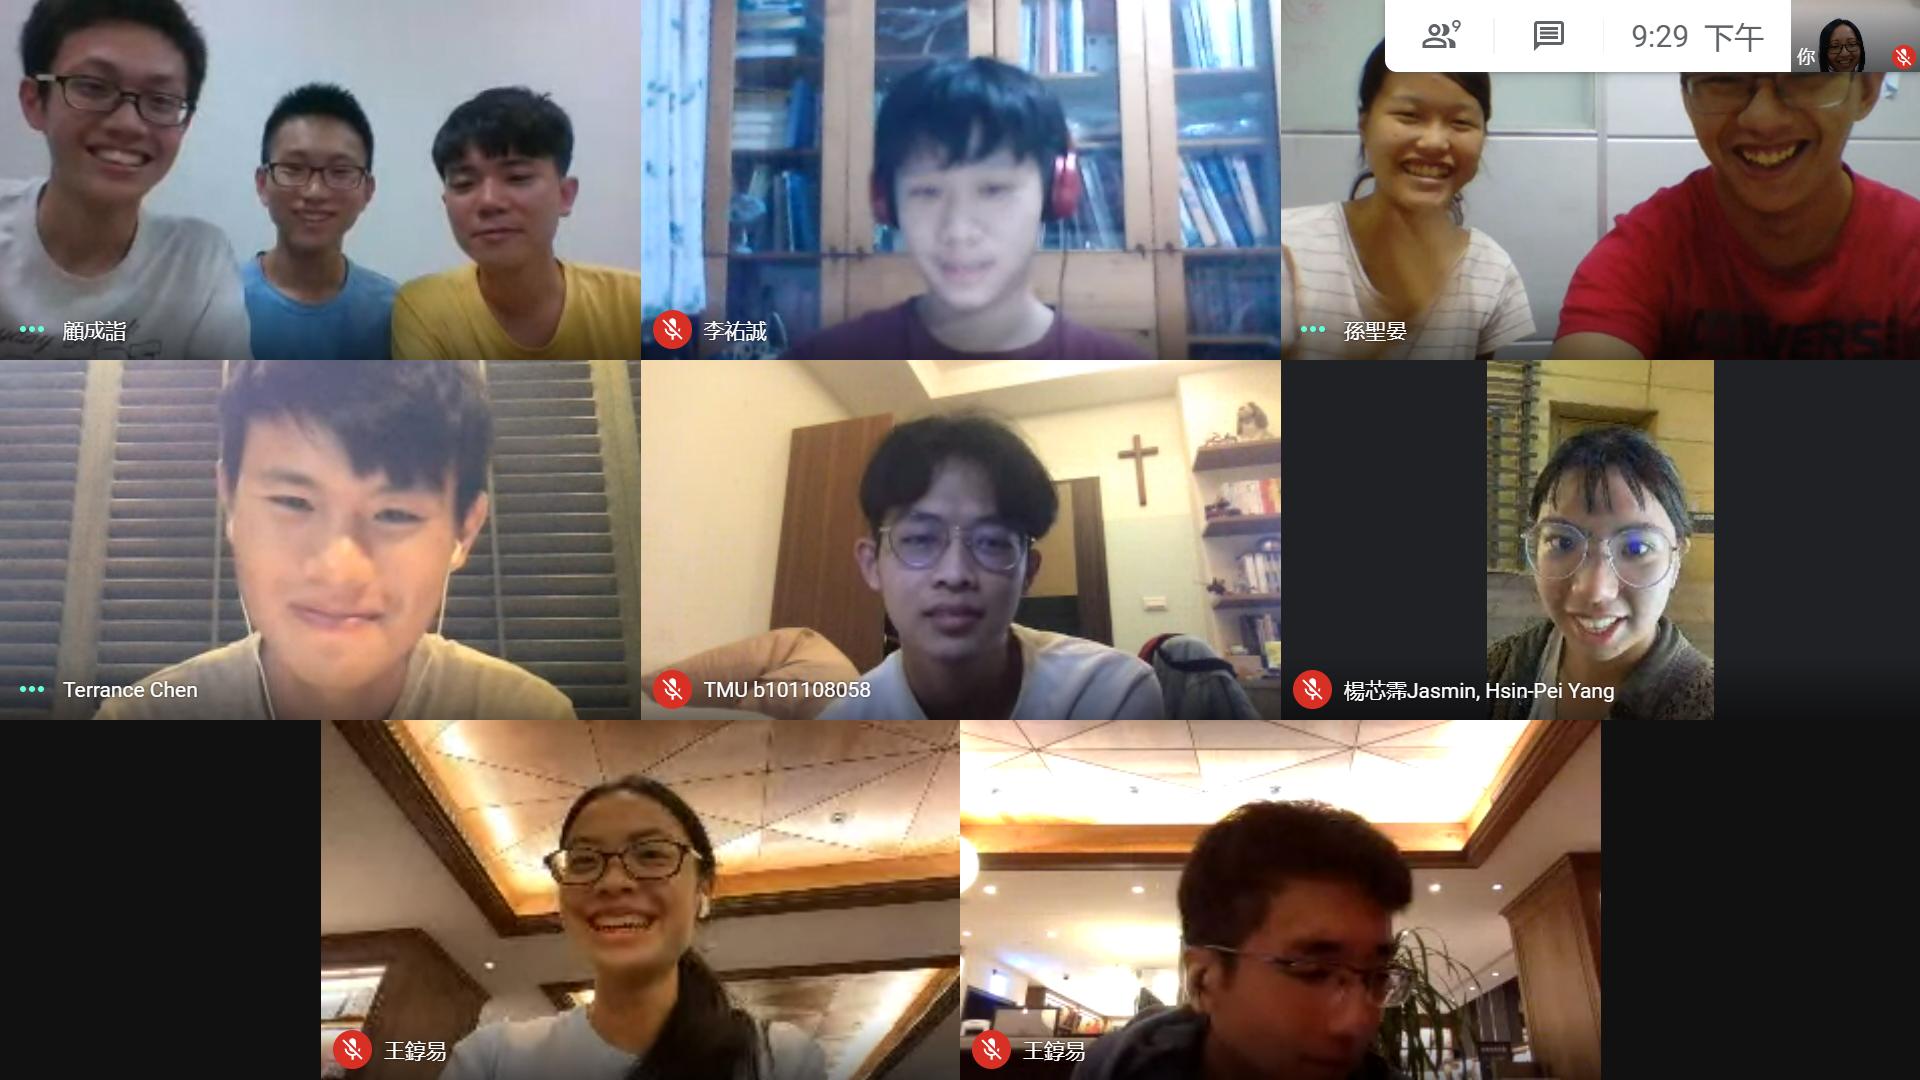 9
9:29 下午
你
顧成詣
李祐誠
孫聖晏
Terrance Chen
TMU b101108058
楊芯霈Jasmin, Hsin-Pei Yang
王錞易
王錞易